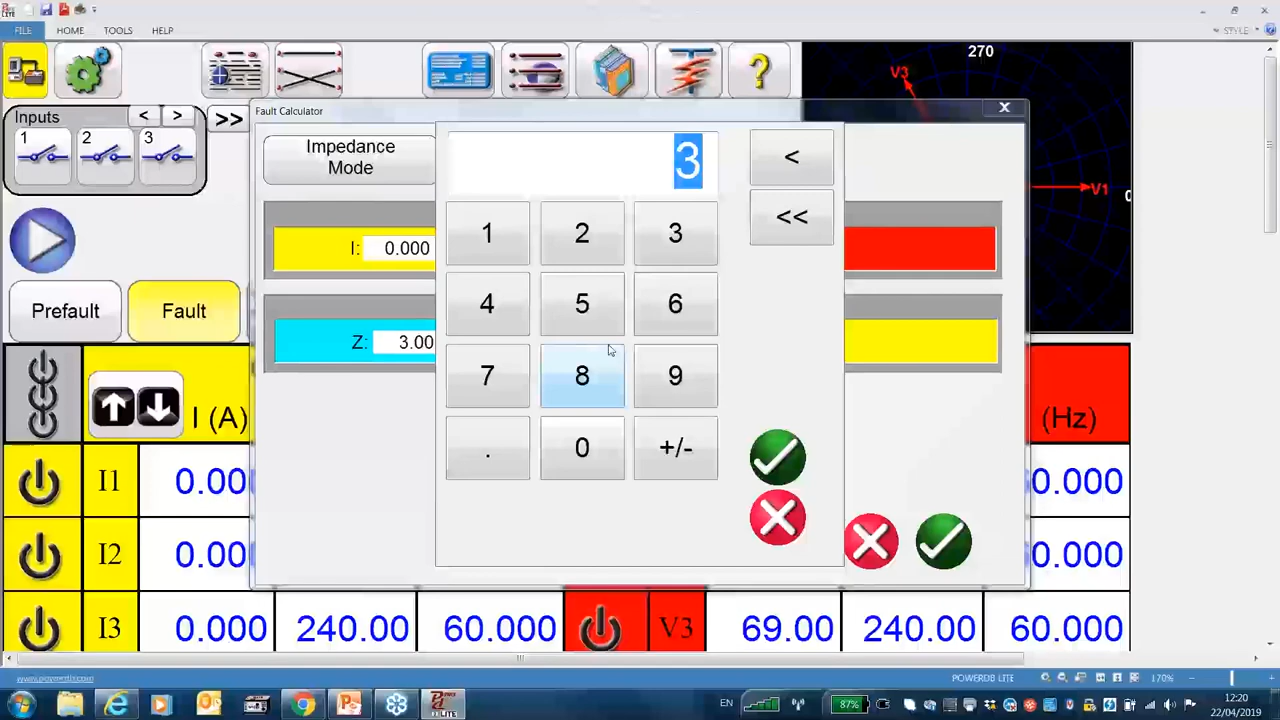 FILE HOME TOOLS HELP STYLE
Inputs < > >>
1 2 3
270
V3
V1
0
Fault Calculator X
Impedance
Mode
3 <
<<
1 2 3
4 5 6
7 8 9
. 0 +/-
I: 0.000
Z: 3.00
Prefault Fault
I (A) (Hz)
I1 0.00 0.000
I2 0.00 0.000
I3 0.000 240.00 60.000 V3 69.00 240.00 60.000
www.powerdb.com POWERDB LITE 170%
EN 87% 12:20
22/04/2019